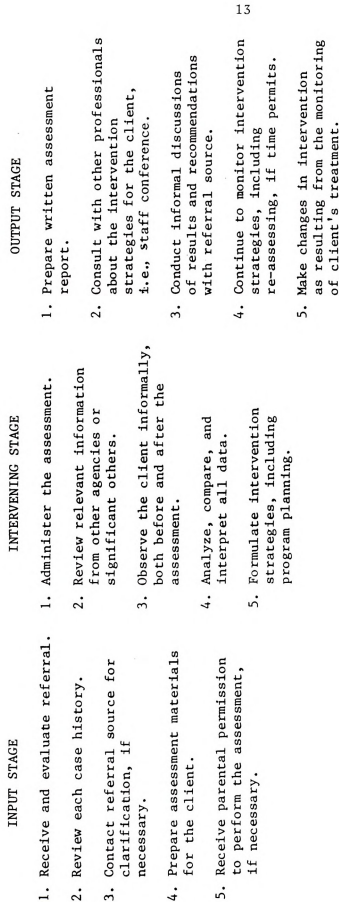 INPUT STAGE
1. Receive and evaluate referral.
2. Review each case history.
3. Contact referral source for
clarification, if
necessary.
4. Prepare assessment materials
for the client.
5. Receive parental permission
to perform the assessment,
if necessary.
INTERVENING STAGE
1. Administer the assessment.
2. Review relevant information
from other agencies or
significant others.
3. Observe the client informally,
both before and after the
assessment.
4. Analyze, compare, and
interpret all data.
5. Formulate intervention
strategies, including
program planning.
OUTPUT STAGE
1. Prepare written assessment
report.
2. Consult with other professionals
about the intervention
strategies for the client,
i.e., staff conference.
3. Conduct informal discussions
of results and recommendations
with referral source.
4. Continue to monitor intervention
strategies, including
re-assessing, if time permits.
5. Make changes in intervention
as resulting from the monitoring
of client's treatment.
13